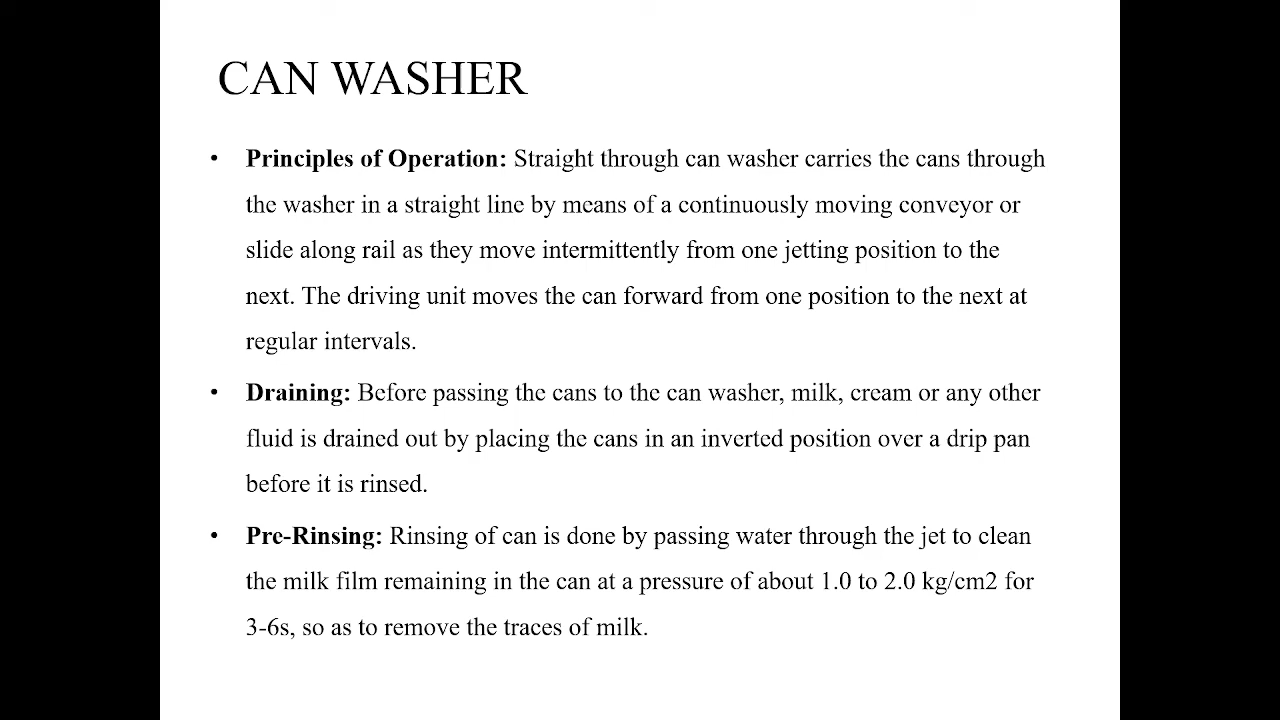 CAN WASHER
• Principles of Operation: Straight through can washer carries the cans through
the washer in a straight line by means of a continuously moving conveyor or
slide along rail as they move intermittently from one jetting position to the
next. The driving unit moves the can forward from one position to the next at
regular intervals.
• Draining: Before passing the cans to the can washer, milk, cream or any other
fluid is drained out by placing the cans in an inverted position over a drip pan
before it is rinsed.
• Pre-Rinsing: Rinsing of can is done by passing water through the jet to clean
the milk film remaining in the can at a pressure of about 1.0 to 2.0 kg/cm2 for
3-6s, so as to remove the traces of milk.